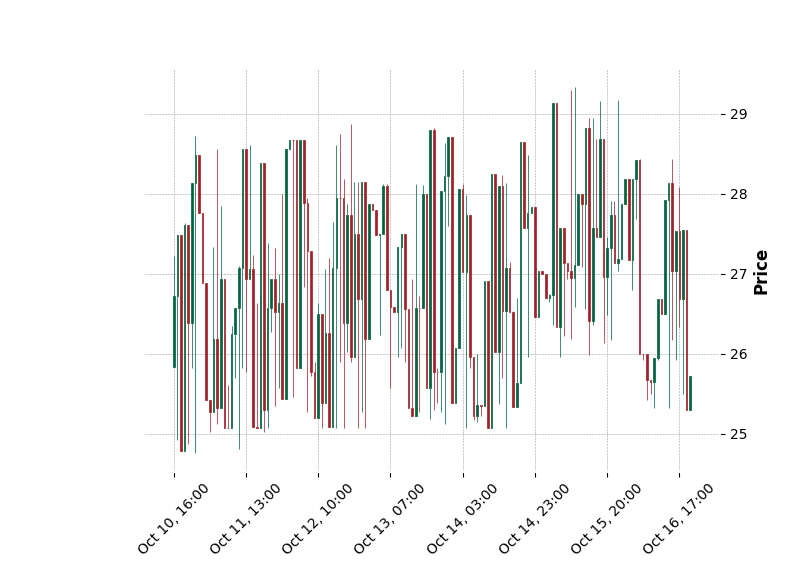 29
28
27
26
25
Price
Oct 10, 16:00
Oct 11, 13:00
Oct 12, 10:00
Oct 13, 07:00
Oct 14, 03:00
Oct 14, 23:00
Oct 15, 20:00
Oct 16, 17:00